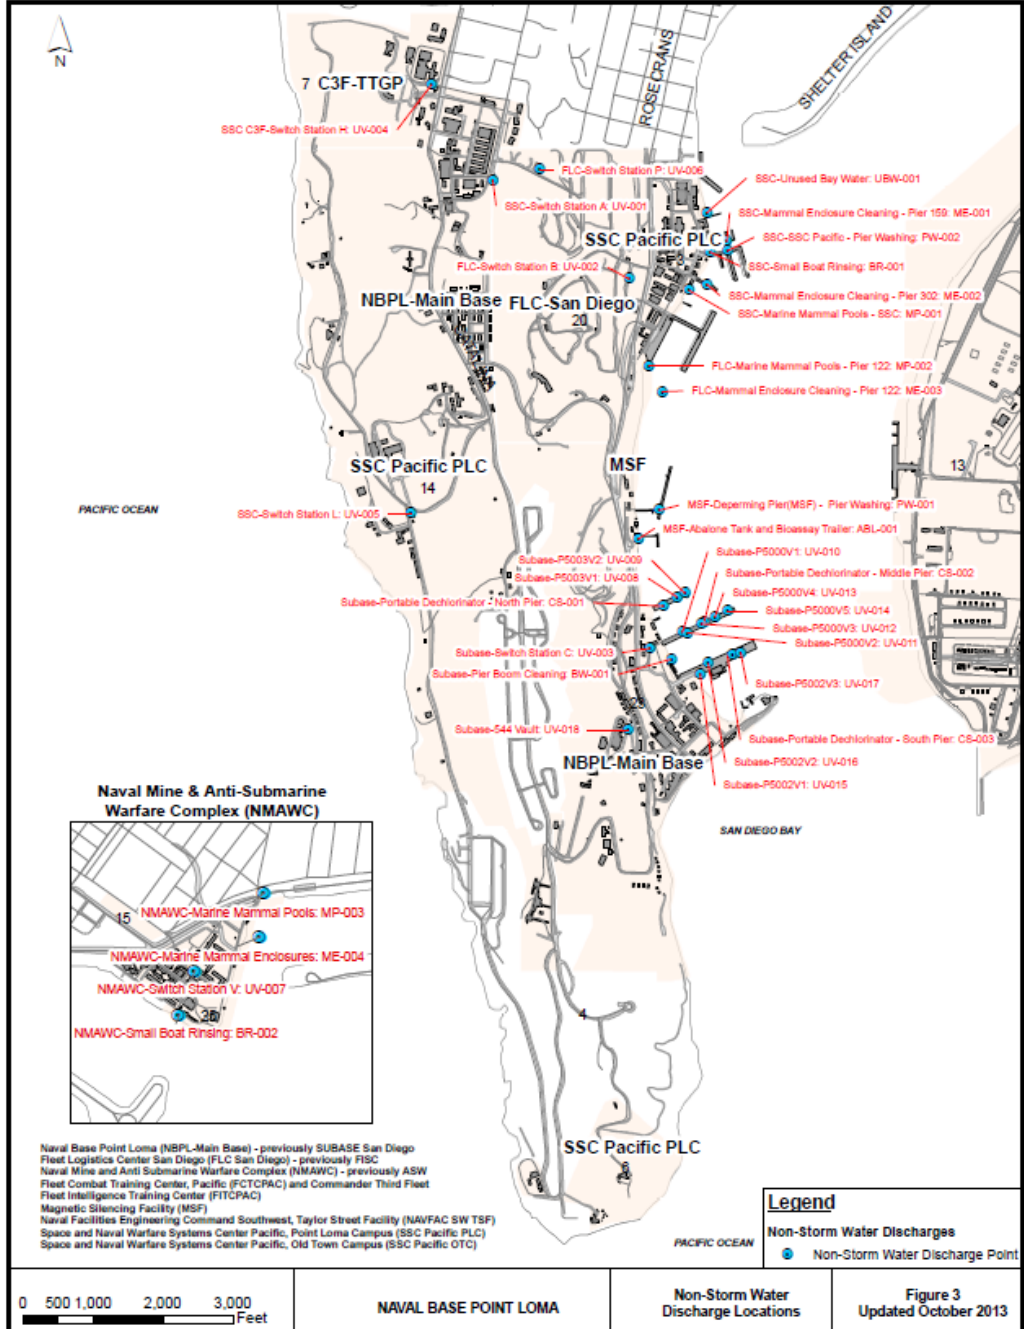 N
7 C3F-TTGP
ROSECRANS
SHELTER ISLAND
SSC C3F-Switch Station H: UV-004
FLC-Switch Station P: UV-006
SSC-Switch Station A: UV-001
SSC-Unused Bay Water: UBW-001
SSC-Mammal Enclosure Cleaning - Pier 159: ME-001
SSC Pacific PLC
SSC-SSC Pacific - Pier Washing: PW-002
SSC-Small Boat Rinsing: BR-001
FLC-Switch Station B: UV-002
SSC-Mammal Enclosure Cleaning - Pier 302: ME-002
NBPL-Main Base
FLC-San Diego
20
SSC-Marine Mammal Pools - SSC: MP-001
FLC-Marine Mammal Pools - Pier 122: MP-002
FLC-Mammal Enclosure Cleaning - Pier 122: ME-003
SSC Pacific PLC
14
MSF
13
PACIFIC OCEAN
SSC-Switch Station L: UV-005
MSF-Deperming Pier(MSF) - Pier Washing: PW-001
MSF-Abalone Tank and Bioassay Trailer: ABL-001
Subase-P5003V2: UV-009
Subase-P5000V1: UV-010
Subase-P5003V1: UV-008
Subase-Portable Dechlorinator - Middle Pier: CS-002
Subase-Portable Dechlorinator - North Pier: CS-001
Subase-P5000V4: UV-013
Subase-P5000V5: UV-014
Subase-P5000V3: UV-012
Subase-P5000V2: UV-011
Subase-Switch Station C: UV-003
Subase-Pier Boom Cleaning: BW-001
Subase-P5002V3: UV-017
Subase-544 Vault: UV-018
Subase-Portable Dechlorinator - South Pier: CS-003
NBPL-Main Base
Subase-P5002V2: UV-016
Subase-P5002V1: UV-015
SAN DIEGO BAY
Naval Mine & Anti-Submarine
Warfare Complex (NMAWC)
15
NMAWC-Marine Mammal Pools: MP-003
NMAWC-Marine Mammal Enclosures: ME-004
NMAWC-Switch Station V: UV-007
NMAWC-Small Boat Rinsing: BR-002
4
SSC Pacific PLC
Naval Base Point Loma (NBPL-Main Base) - previously SUBASE San Diego
Fleet Logistics Center San Diego (FLC San Diego) - previously FISC
Naval Mine and Anti Submarine Warfare Complex (NMAWC) - previously ASW
Fleet Combat Training Center, Pacific (FCTCPAC) and Commander Third Fleet
Fleet Intelligence Training Center (FITCPAC)
Magnetic Silencing Facility (MSF)
Naval Facilities Engineering Command Southwest, Taylor Street Facility (NAVFAC SW TSF)
Space and Naval Warfare Systems Center Pacific, Point Loma Campus (SSC Pacific PLC)
Space and Naval Warfare Systems Center Pacific, Old Town Campus (SSC Pacific OTC)
PACIFIC OCEAN
Legend
Non-Storm Water Discharges
Non-Storm Water Discharge Point
0 500 1,000 2,000 3,000
Feet
NAVAL BASE POINT LOMA
Non-Storm Water
Discharge Locations
Figure 3
Updated October 2013